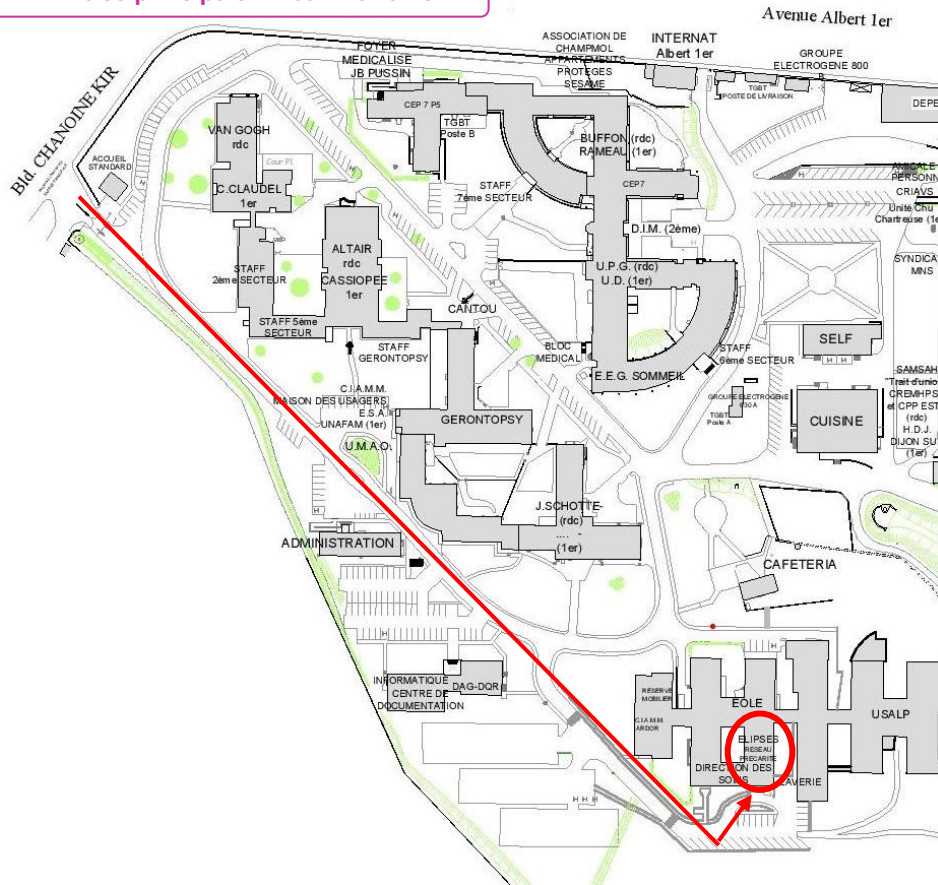 Avenue Albert 1er
Bld. CHANOINE KIR
ACCUEIL
STANDARD
VAN GOGH
rdc
Cour P1
C.CLAUDEL
1er
FOYER
MEDICALISE
JB PUSSIN
CEP 7 P5
TGBT
Poste B
ASSOCIATION DE
CHAMPMOL
APPARTEMENTS
PROTEGES
SESAME
INTERNAT
Albert 1er
GROUPE
ELECTROGENE 800
TGBT
POSTE DE LIVRAISON
DEPE
BUFFON (rdc)
RAMEAU (1er)
CEP7
STAFF
7ème SECTEUR
D.I.M. (2ème)
U.P.G. (rdc)
U.D. (1er)
AMICALE
PERSONN
CRIAVS
Unité Chu
Chartreuse (1e
SYNDICA
MNS
ALTAIR
rdc
CASSIOPEE
1er
STAFF
2ème SECTEUR
STAFF 5ème
SECTEUR
STAFF
GERONTOPSY
CANTOU
BLOC
MEDICAL
E.E.G. SOMMEIL
STAFF
6ème SECTEUR
SELF
GROUPE ELECTROGENE
TGBT
Poste A
CUISINE
SAMSAH
"Trait d'unio
CREMHPS
et CPP EST
(rdc)
H.D.J.
DIJON SU
(1er)
C.I.A.M.M.
MAISON DES USAGERS
E.S.A.
UNAFAM (1er)
U.M.A.O.
GERONTOPSY
J.SCHOTTE
(rdc)
.... "
(1er)
ADMINISTRATION
CAFETERIA
INFORMATIQUE
CENTRE DE
DOCUMENTATION
DAG-DQR
RESERVE
MOBILIER
C.I.A.M.M.
ARDOR
EOLE
USALP
ELIPSES
RESEAU
PRECARITE
DIRECTION DES
SOINS
LAVERIE
H H H